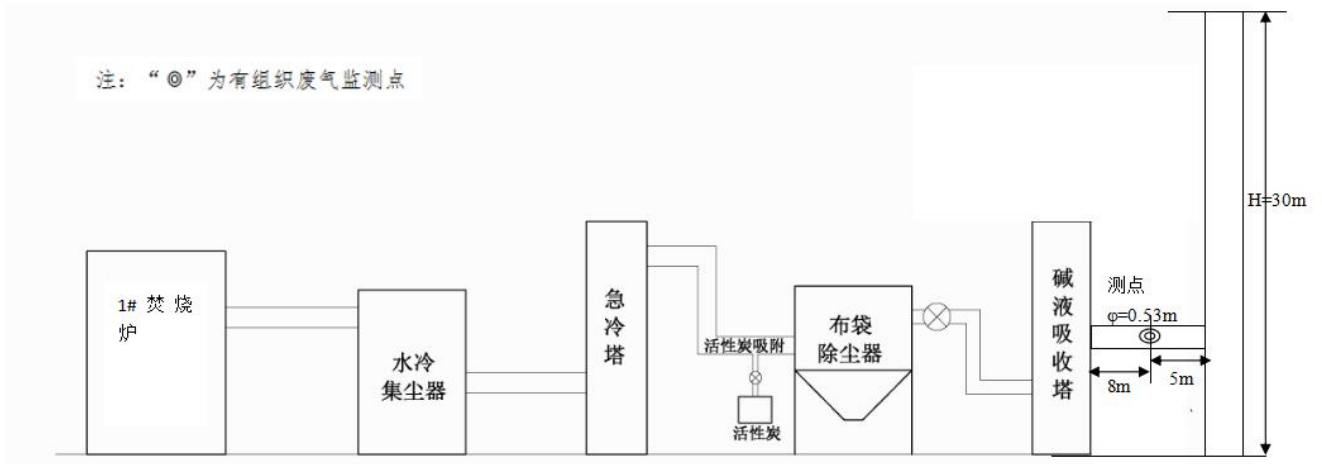 注：“◎”为有组织废气监测点
H=30m
1# 焚 烧
炉
水冷
集尘器
急
冷
塔
活性炭吸附
活性炭
布袋
除尘器
碱
液
吸
收
塔
测点
φ=0.53m
8m
5m